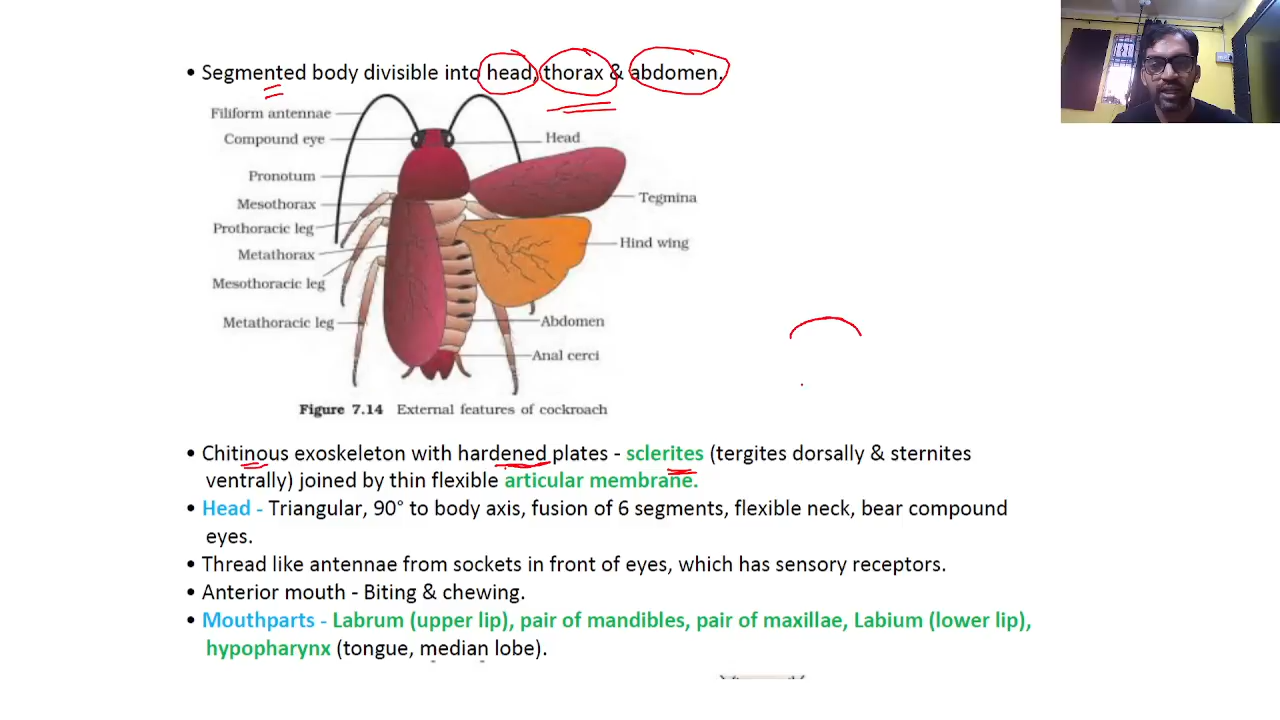 • Segmented body divisible into head, thorax & abdomen.
Filiform antennae
Compound eye
Head
Pronotum
Tegmina
Mesothorax
Prothoracic leg
Hind wing
Metathorax
Mesothoracic leg
Metathoracic leg
Abdomen
Anal cerci
Figure 7.14 External features of cockroach
• Chitinous exoskeleton with hardened plates - sclerites (tergites dorsally & sternites
ventrally) joined by thin flexible articular membrane.
• Head - Triangular, 90° to body axis, fusion of 6 segments, flexible neck, bear compound
eyes.
• Thread like antennae from sockets in front of eyes, which has sensory receptors.
• Anterior mouth - Biting & chewing.
• Mouthparts - Labrum (upper lip), pair of mandibles, pair of maxillae, Labium (lower lip),
hypopharynx (tongue, median lobe).